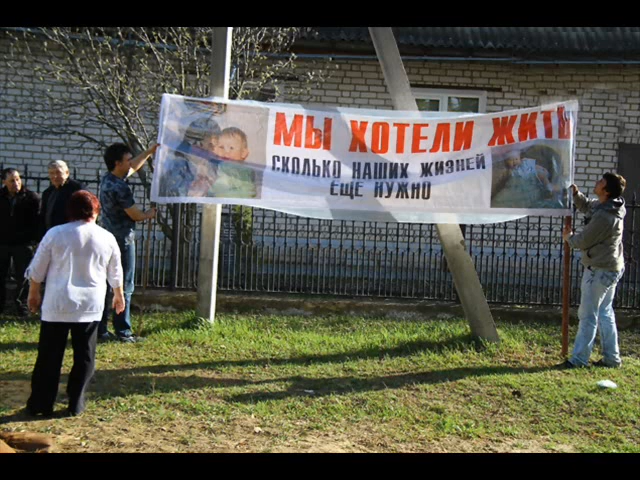 МЫ ХОТЕЛИ ЖИТЬ
СКОЛЬКО НАШИХ ЖИЗНЕЙ
ЕЩЕ НУЖНО